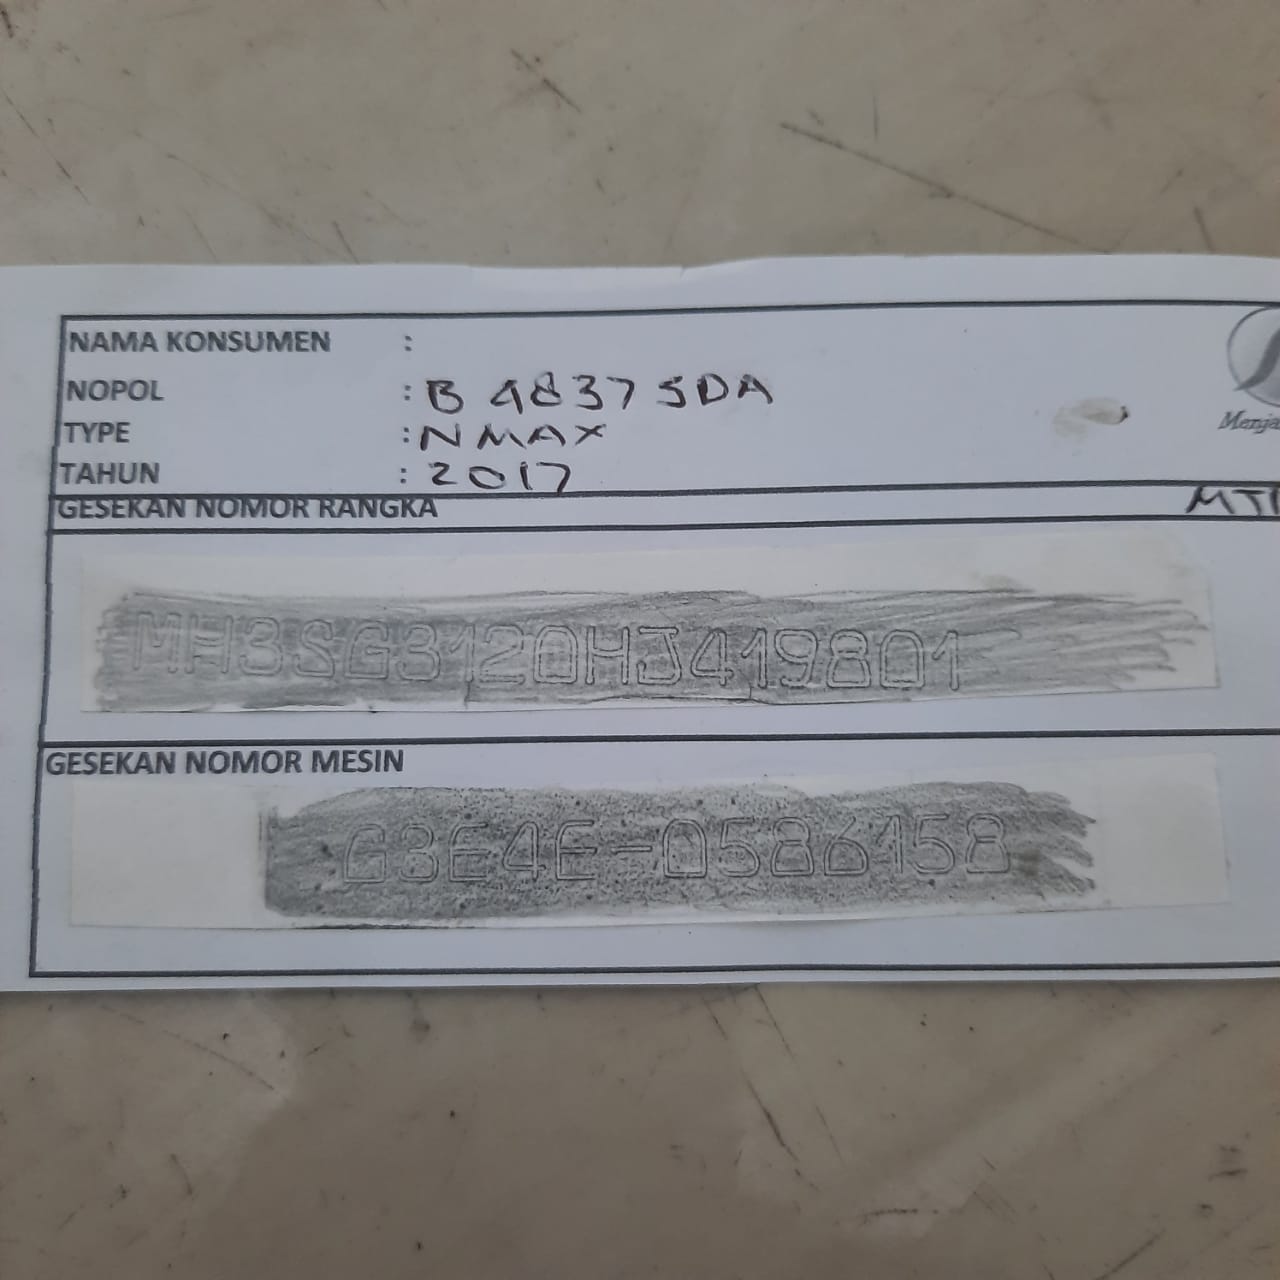 NAMA KONSUMEN :
NOPOL : B 4837 SDA
TYPE : NMAX
TAHUN : 2017
GESEKAN NOMOR RANGKA
MH3SG3120HJ419801
GESEKAN NOMOR MESIN
G3E4E-0586158